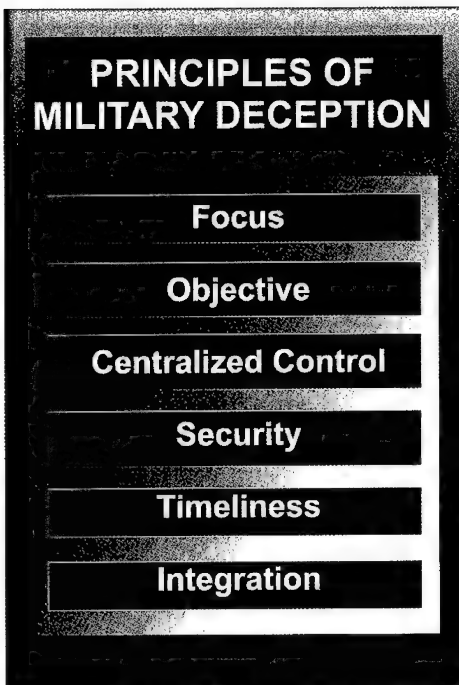 PRINCIPLES OF
MILITARY DECEPTION
Focus
Objective
Centralized Control
Security
Timeliness
Integration